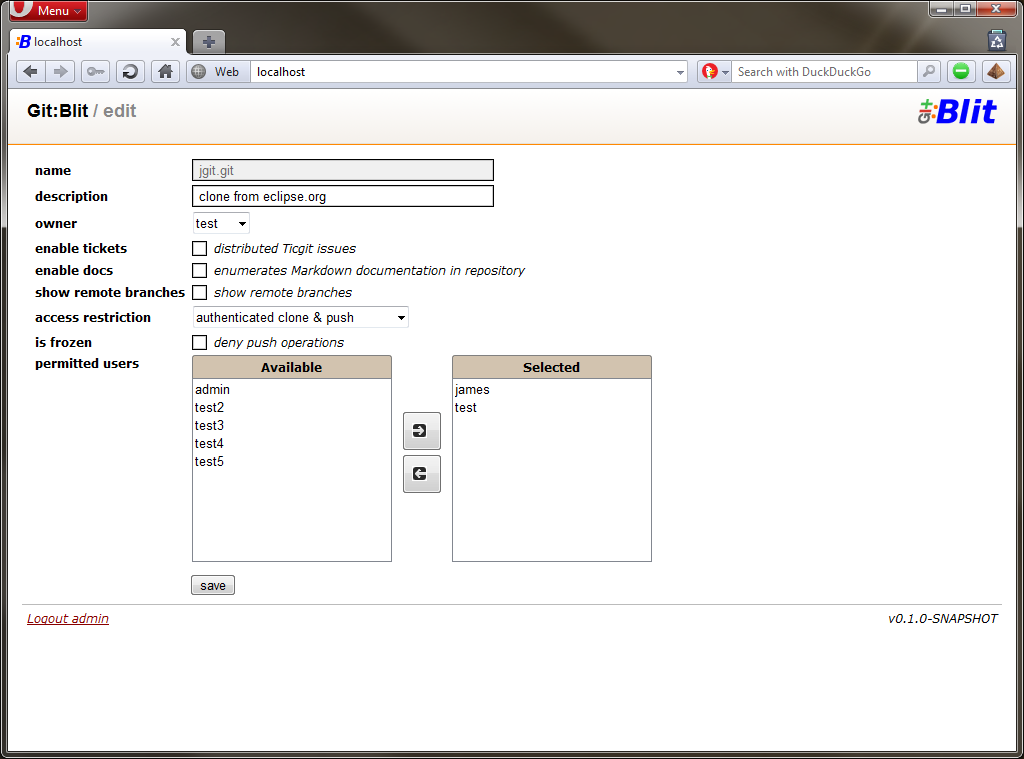 Menu
localhost
Web localhost Search with DuckDuckGo
Git:Blit / edit
Git:Blit
name jgit.git
description clone from eclipse.org
owner test
enable tickets distributed Ticgit issues
enable docs enumerates Markdown documentation in repository
show remote branches show remote branches
access restriction authenticated clone & push
is frozen deny push operations
permitted users
Available Selected
admin james
test2 test
test3
test4
test5
save
Logout admin v0.1.0-SNAPSHOT